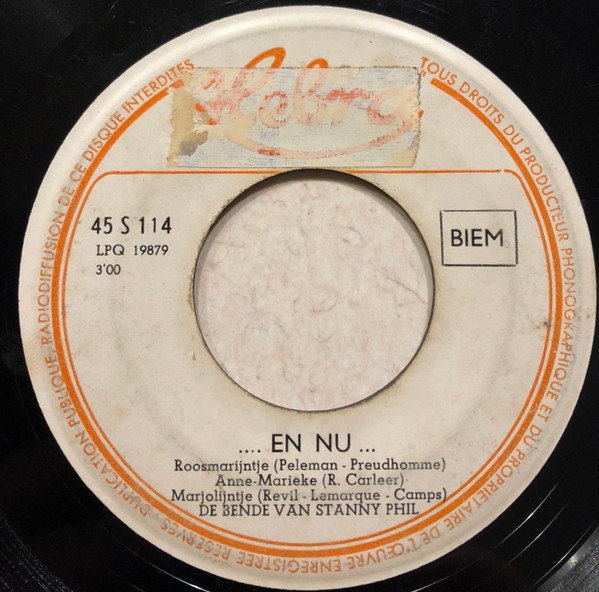 Hebra
TOUS DROITS DU PRODUCTEUR PHONOGRAPHIQUE ET DU PROPRIETAIRE DE L'ŒUVRE ENREGISTREE RESERVES - DUPLICATION PUBLIQUE, RADIODIFFUSION DE CE DISQUE INTERDITES
45 S 114
LPQ 19879
3'00
BIEM
.... EN NU ...
Roosmarijntje (Peleman - Preudhomme)
Anne-Marieke (R. Carleer)
Marjolijntje (Revil - Lemarque - Camps)
DE BENDE VAN STANNY PHIL